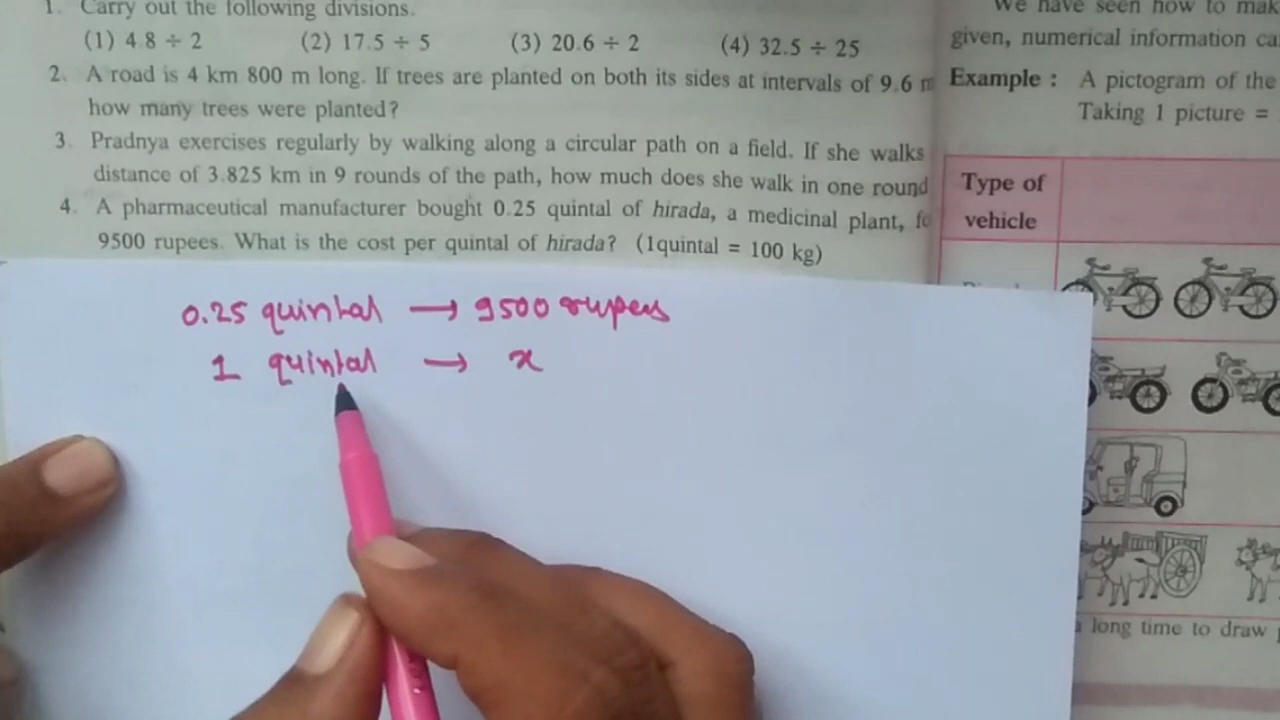 1. Carry out the following divisions.
(1) 4.8 ÷ 2 (2) 17.5 ÷ 5 (3) 20.6 ÷ 2 (4) 32.5 ÷ 25
2. A road is 4 km 800 m long. If trees are planted on both its sides at intervals of 9.6 m
how many trees were planted?
3. Pradnya exercises regularly by walking along a circular path on a field. If she walks
distance of 3.825 km in 9 rounds of the path, how much does she walk in one round
4. A pharmaceutical manufacturer bought 0.25 quintal of hirada, a medicinal plant, fo
9500 rupees. What is the cost per quintal of hirada? (1quintal = 100 kg)
0.25 quintal → 9500 rupees
1 quintal → x
We have seen how to mak
given, numerical information ca
Example : A pictogram of the
Taking 1 picture =
Type of
vehicle
long time to draw